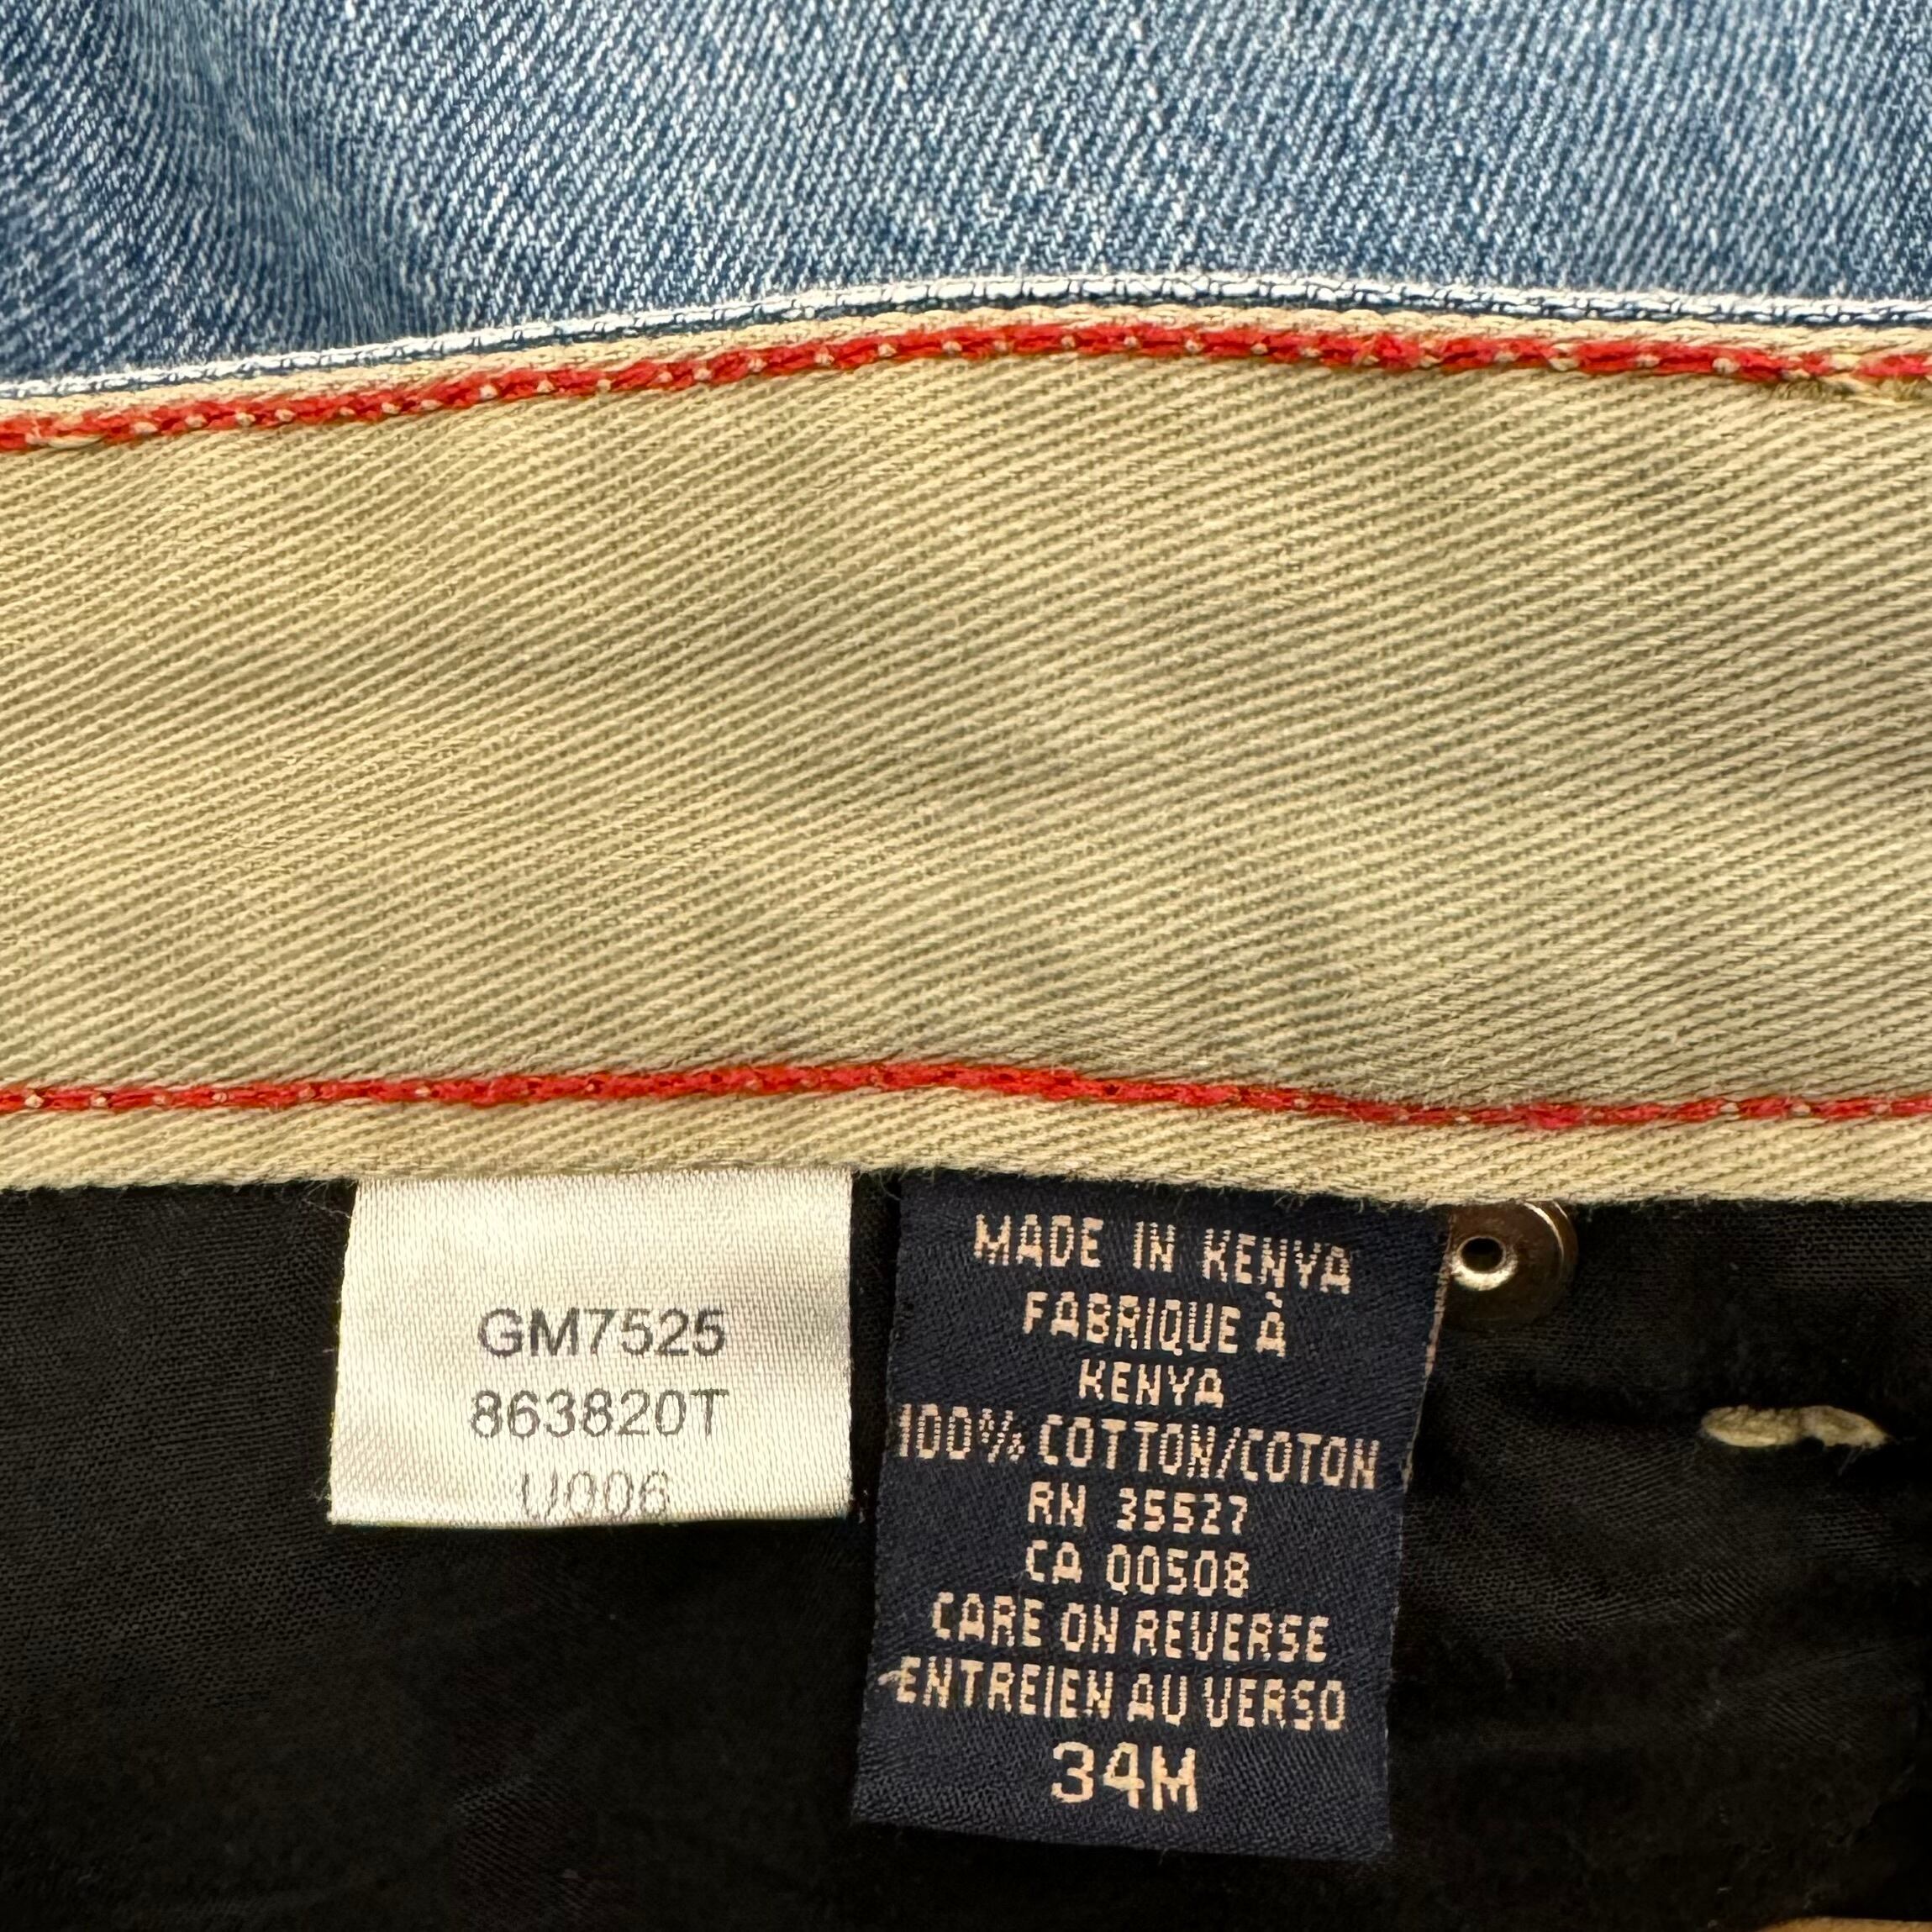 GM7525
863820T
U006
MADE IN KENYA
FABRIQUE À
KENYA
100% COTTON/COTON
RN 35527
CA 00508
CARE ON REVERSE
ENTREIEN AU VERSO
34M